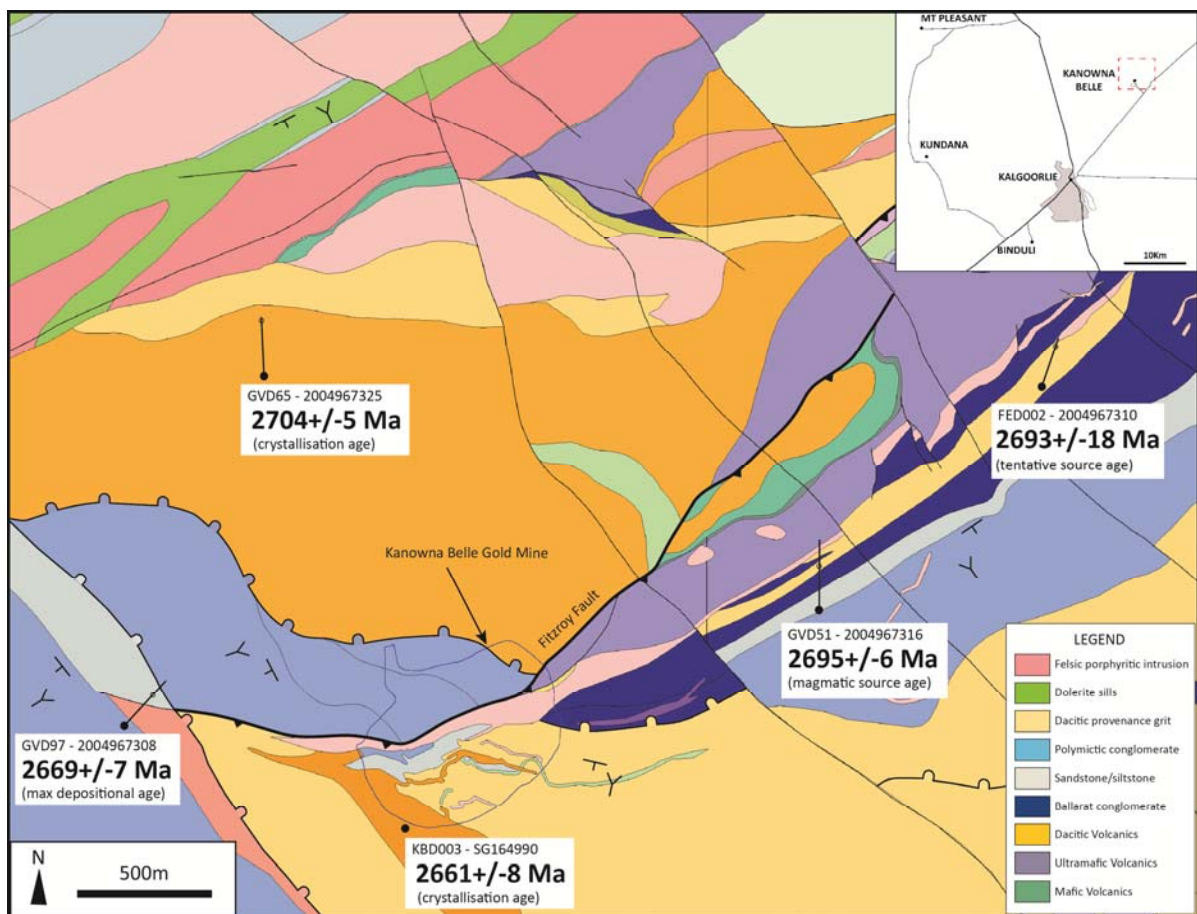 MT PLEASANT
KANOWNA
BELLE
KUNDANA
KALGOORLIE
BINDULI
10Km
GVD65 - 2004967325
2704+/-5 Ma
(crystallisation age)
FED002 - 2004967310
2693+/-18 Ma
(tentative source age)
Kanowna Belle Gold Mine
Fitzroy Fault
GVD51 - 2004967316
2695+/-6 Ma
(magmatic source age)
GVD97 - 2004967308
2669+/-7 Ma
(max depositional age)
KBD003 - SG164990
2661+/-8 Ma
(crystallisation age)
N
500m
LEGEND
Felsic porphyritic intrusion
Dolerite sills
Dacitic provenance grit
Polymictic conglomerate
Sandstone/siltstone
Ballarat conglomerate
Dacitic Volcanics
Ultramafic Volcanics
Mafic Volcanics